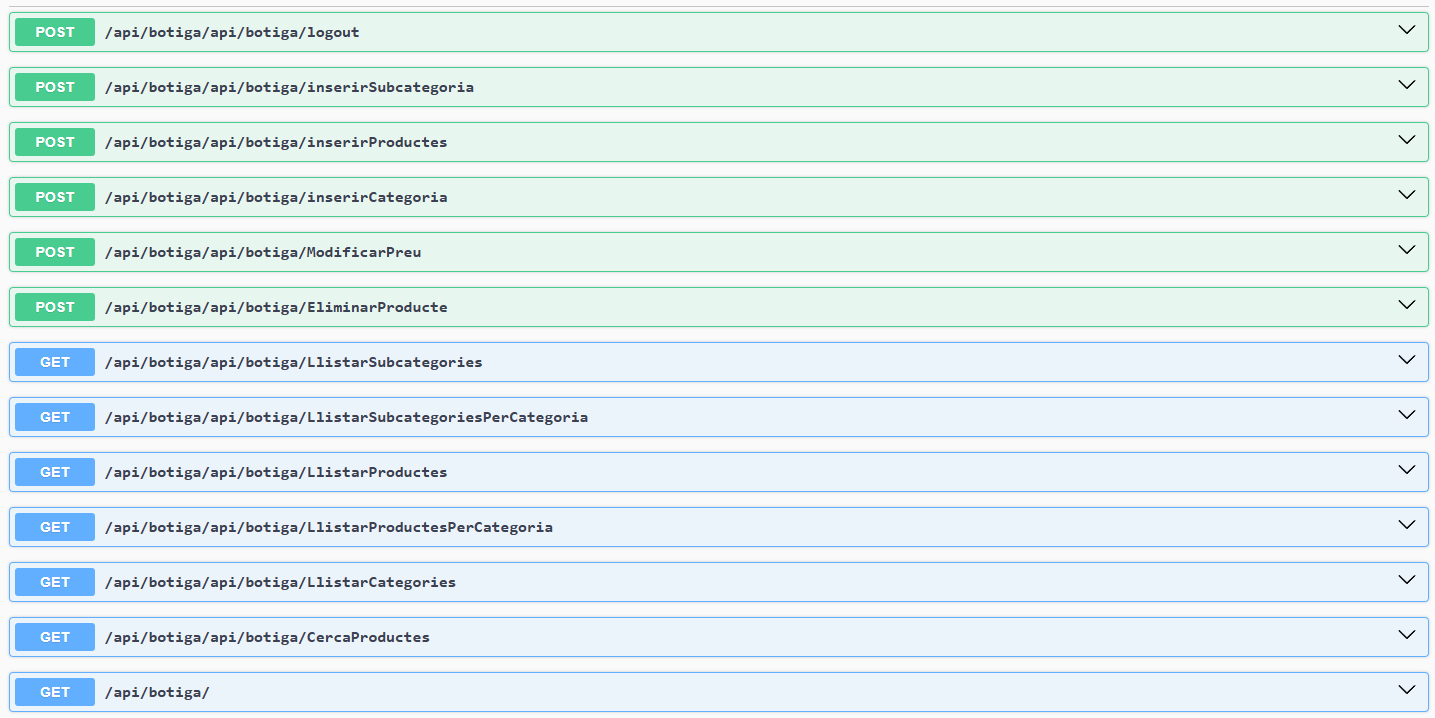 POST /api/botiga/api/botiga/logout
POST /api/botiga/api/botiga/inserirSubcategoria
POST /api/botiga/api/botiga/inserirProductes
POST /api/botiga/api/botiga/inserirCategoria
POST /api/botiga/api/botiga/ModificarPreu
POST /api/botiga/api/botiga/EliminarProducte
GET /api/botiga/api/botiga/LlistarSubcategories
GET /api/botiga/api/botiga/LlistarSubcategoriesPerCategoria
GET /api/botiga/api/botiga/LlistarProductes
GET /api/botiga/api/botiga/LlistarProductesPerCategoria
GET /api/botiga/api/botiga/LlistarCategories
GET /api/botiga/api/botiga/CercaProductes
GET /api/botiga/